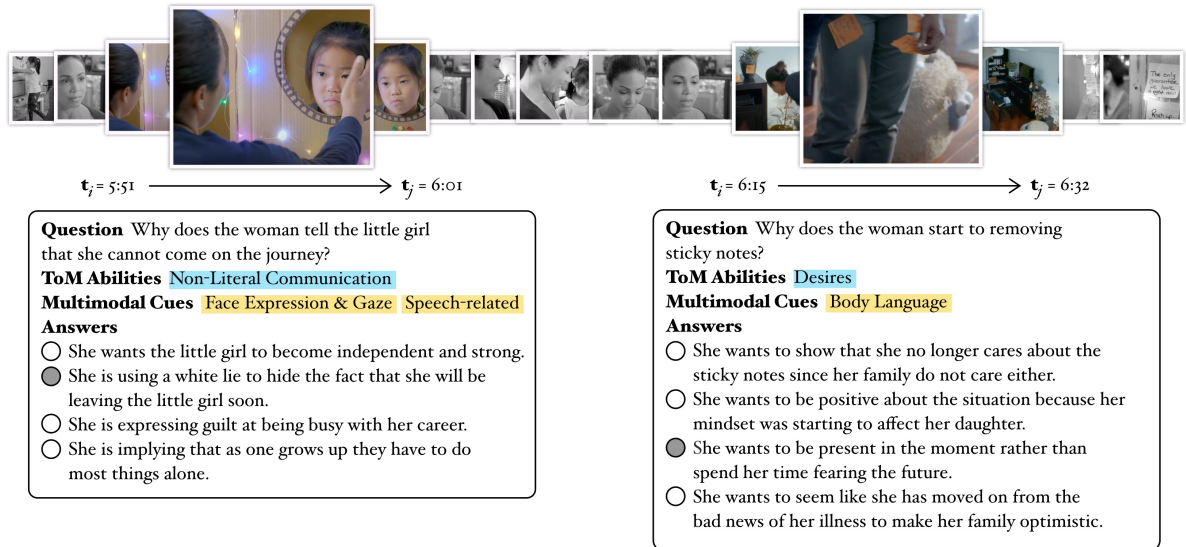 The only
t_i = 5:51
t_j = 6:01
Question Why does the woman tell the little girl
that she cannot come on the journey?
ToM Abilities Non-Literal Communication
Multimodal Cues Face Expression & Gaze Speech-related
Answers
She wants the little girl to become independent and strong.
She is using a white lie to hide the fact that she will be
leaving the little girl soon.
She is expressing guilt at being busy with her career.
She is implying that as one grows up they have to do
most things alone.
t_i = 6:15
t_j = 6:32
Question Why does the woman start to removing
sticky notes?
ToM Abilities Desires
Multimodal Cues Body Language
Answers
She wants to show that she no longer cares about the
sticky notes since her family do not care either.
She wants to be positive about the situation because her
mindset was starting to affect her daughter.
She wants to be present in the moment rather than
spend her time fearing the future.
She wants to seem like she has moved on from the
bad news of her illness to make her family optimistic.